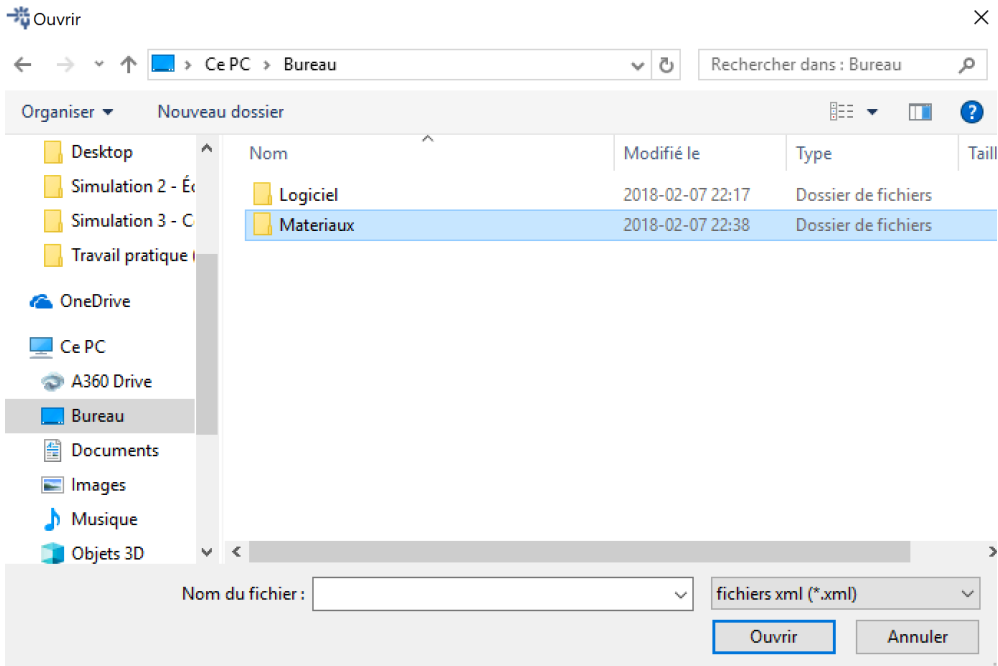 Ouvrir
Ce PC > Bureau
Rechercher dans : Bureau
Organiser
Nouveau dossier
Desktop
Simulation 2 - Éc
Simulation 3 - C
Travail pratique (
OneDrive
Ce PC
A360 Drive
Bureau
Documents
Images
Musique
Objets 3D
Nom Modifié le Type Taill
Logiciel 2018-02-07 22:17 Dossier de fichiers
Materiaux 2018-02-07 22:38 Dossier de fichiers
Nom du fichier : fichiers xml (*.xml)
Ouvrir Annuler